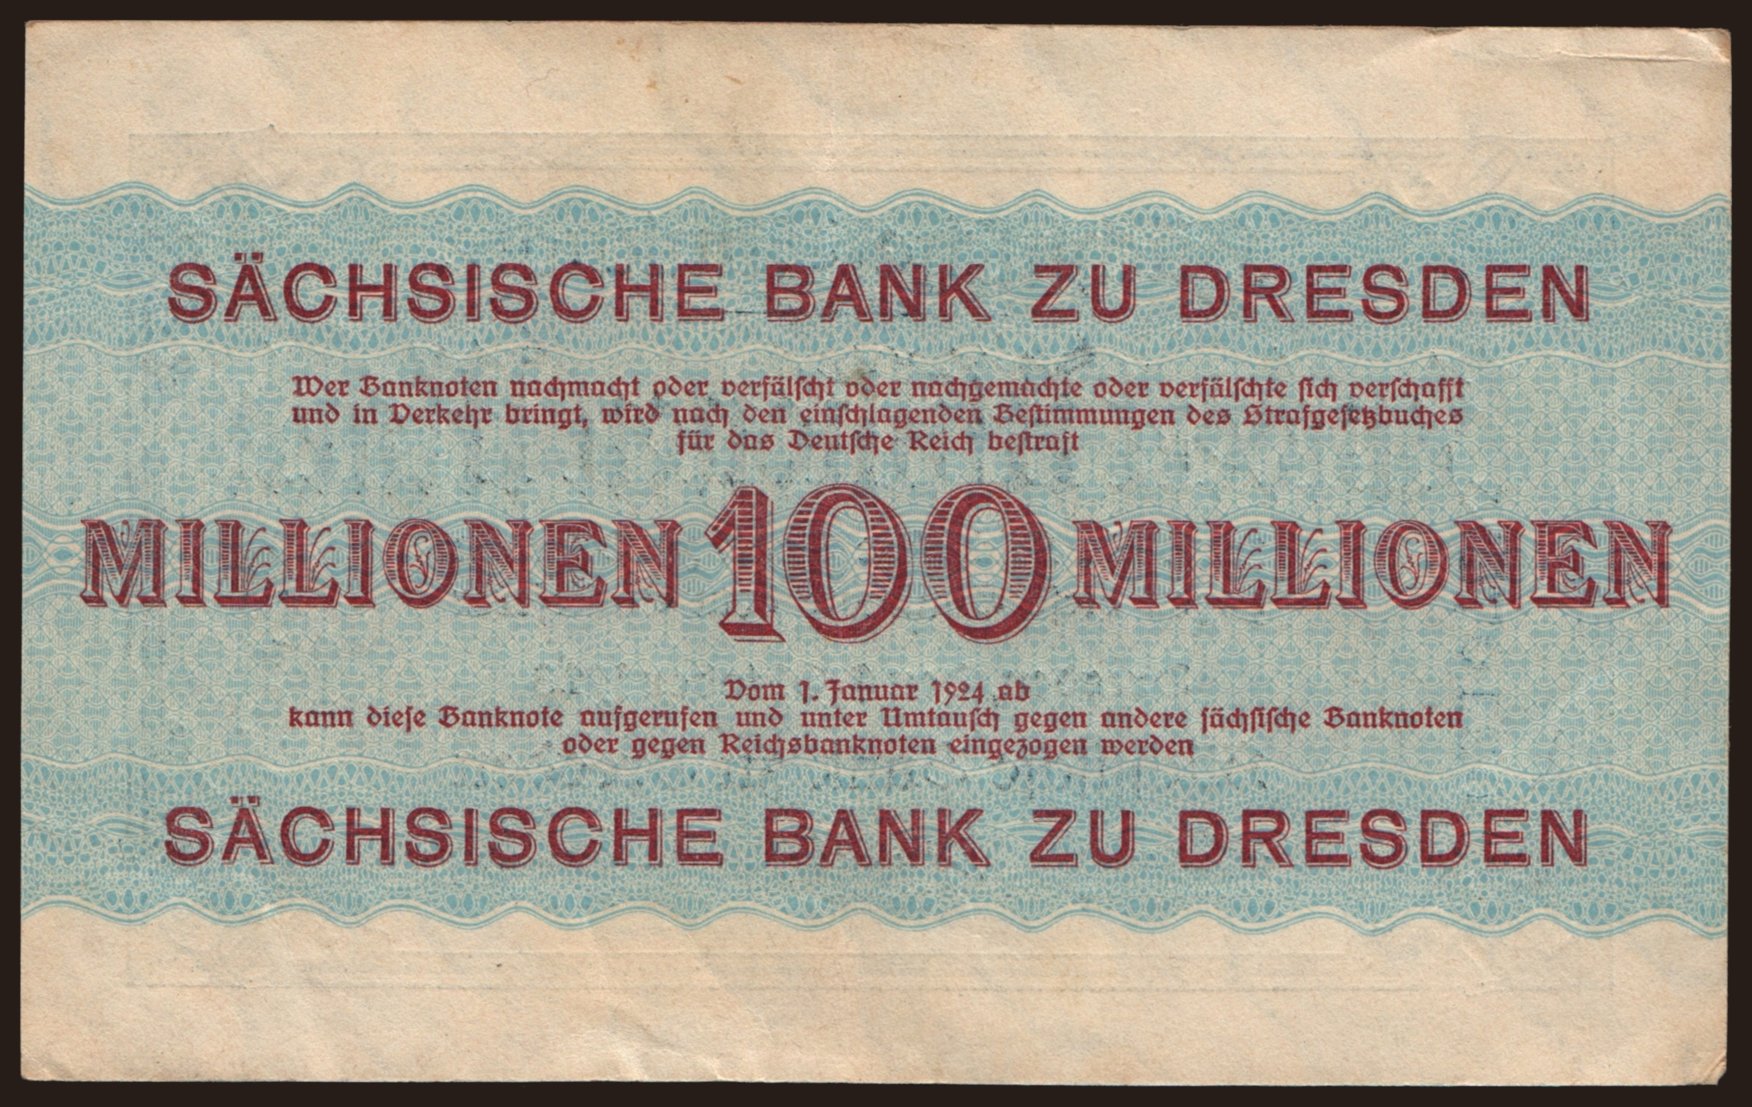 SÄCHSISCHE BANK ZU DRESDEN
Wer Banknoten nachmacht oder verfälscht oder nachgemachte oder verfälschte sich verschafft
und in Verkehr bringt, wird nach den einschlagenden Bestimmungen des Strafgesetzbuches
für das Deutsche Reich bestraft
MILLIONEN 100 MILLIONEN
Vom 1. Januar 1924 ab
kann diese Banknote aufgerufen und unter Umtausch gegen andere sächsische Banknoten
oder gegen Reichsbanknoten eingezogen werden
SÄCHSISCHE BANK ZU DRESDEN